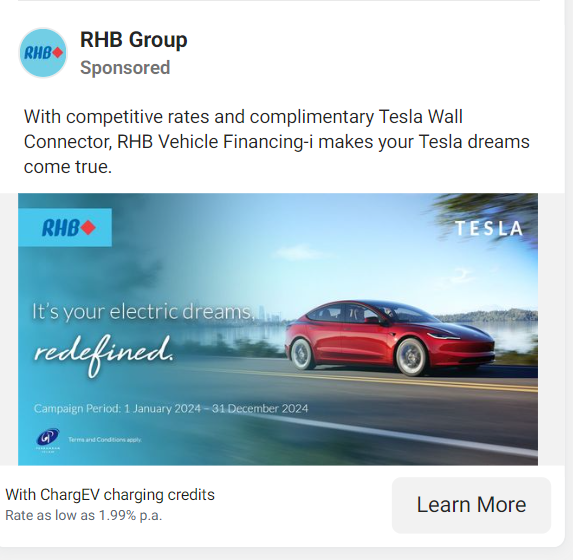 RHB
RHB Group
Sponsored
With competitive rates and complimentary Tesla Wall
Connector, RHB Vehicle Financing-i makes your Tesla dreams
come true.
RHB
TESLA
It's your electric dreams,
redefined.
Campaign Period: 1 January 2024 – 31 December 2024
Terms and Conditions apply.
With ChargEV charging credits
Rate as low as 1.99% p.a.
Learn More